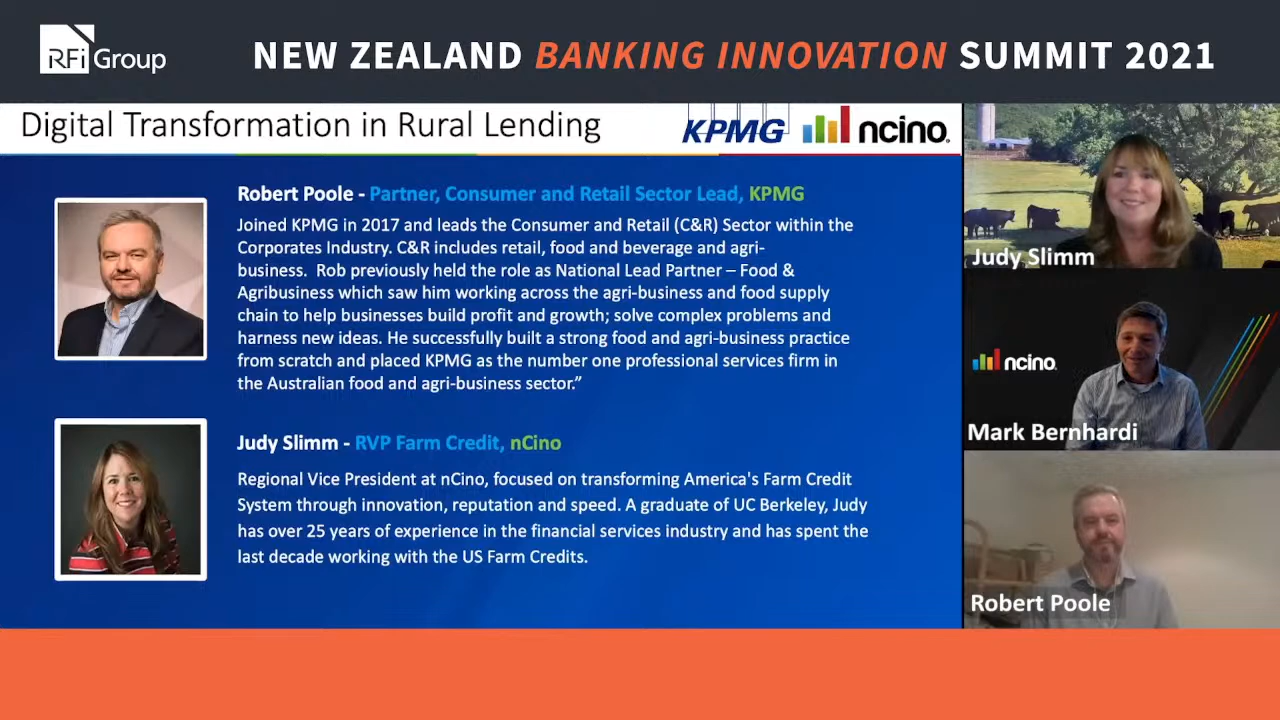 RFi Group
NEW ZEALAND BANKING INNOVATION SUMMIT 2021
Digital Transformation in Rural Lending
KPMG
ncino.
Robert Poole - Partner, Consumer and Retail Sector Lead, KPMG
Joined KPMG in 2017 and leads the Consumer and Retail (C&R) Sector within the
Corporates Industry. C&R includes retail, food and beverage and agri-
business.  Rob previously held the role as National Lead Partner – Food &
Agribusiness which saw him working across the agri-business and food supply
chain to help businesses build profit and growth; solve complex problems and
harness new ideas. He successfully built a strong food and agri-business practice
from scratch and placed KPMG as the number one professional services firm in
the Australian food and agri-business sector.”
Judy Slimm - RVP Farm Credit, nCino
Regional Vice President at nCino, focused on transforming America's Farm Credit
System through innovation, reputation and speed. A graduate of UC Berkeley, Judy
has over 25 years of experience in the financial services industry and has spent the
last decade working with the US Farm Credits.
Judy Slimm
ncino.
Mark Bernhardi
Robert Poole